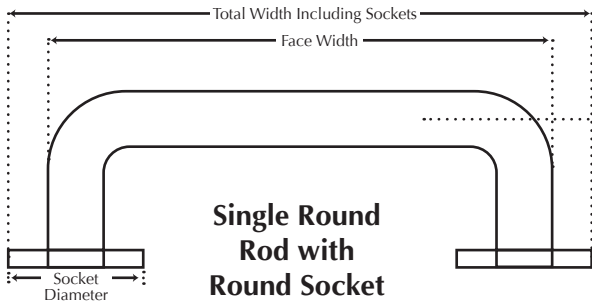 Total Width Including Sockets
Face Width
Single Round
Rod with
Round Socket
Socket
Diameter